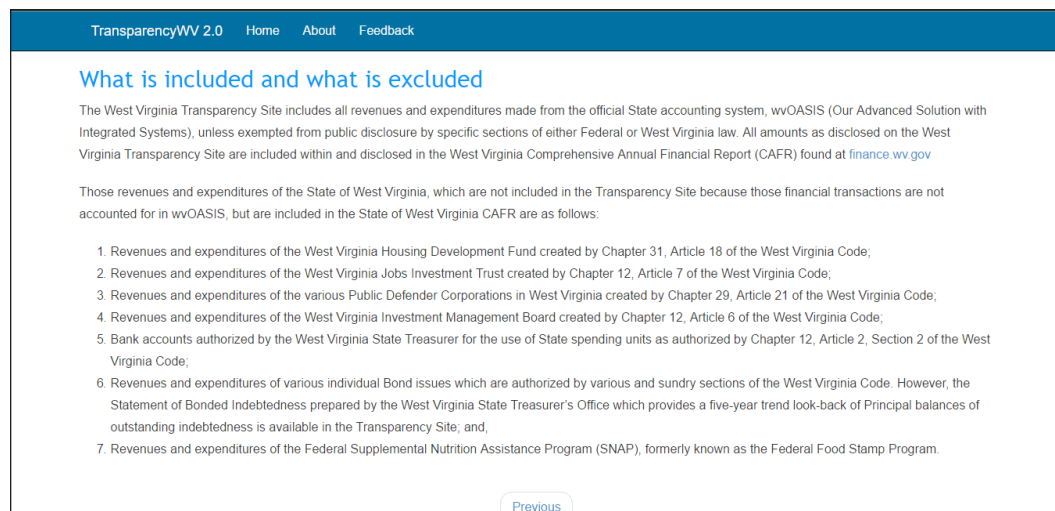 TransparencyWV 2.0 Home About Feedback
What is included and what is excluded
The West Virginia Transparency Site includes all revenues and expenditures made from the official State accounting system, wvOASIS (Our Advanced Solution with
Integrated Systems), unless exempted from public disclosure by specific sections of either Federal or West Virginia law. All amounts as disclosed on the West
Virginia Transparency Site are included within and disclosed in the West Virginia Comprehensive Annual Financial Report (CAFR) found at finance.wv.gov
Those revenues and expenditures of the State of West Virginia, which are not included in the Transparency Site because those financial transactions are not
accounted for in wvOASIS, but are included in the State of West Virginia CAFR are as follows:
1. Revenues and expenditures of the West Virginia Housing Development Fund created by Chapter 31, Article 18 of the West Virginia Code;
2. Revenues and expenditures of the West Virginia Jobs Investment Trust created by Chapter 12, Article 7 of the West Virginia Code;
3. Revenues and expenditures of the various Public Defender Corporations in West Virginia created by Chapter 29, Article 21 of the West Virginia Code;
4. Revenues and expenditures of the West Virginia Investment Management Board created by Chapter 12, Article 6 of the West Virginia Code;
5. Bank accounts authorized by the West Virginia State Treasurer for the use of State spending units as authorized by Chapter 12, Article 2, Section 2 of the West
Virginia Code;
6. Revenues and expenditures of various individual Bond issues which are authorized by various and sundry sections of the West Virginia Code. However, the
Statement of Bonded Indebtedness prepared by the West Virginia State Treasurer's Office which provides a five-year trend look-back of Principal balances of
outstanding indebtedness is available in the Transparency Site; and,
7. Revenues and expenditures of the Federal Supplemental Nutrition Assistance Program (SNAP), formerly known as the Federal Food Stamp Program.
Previous